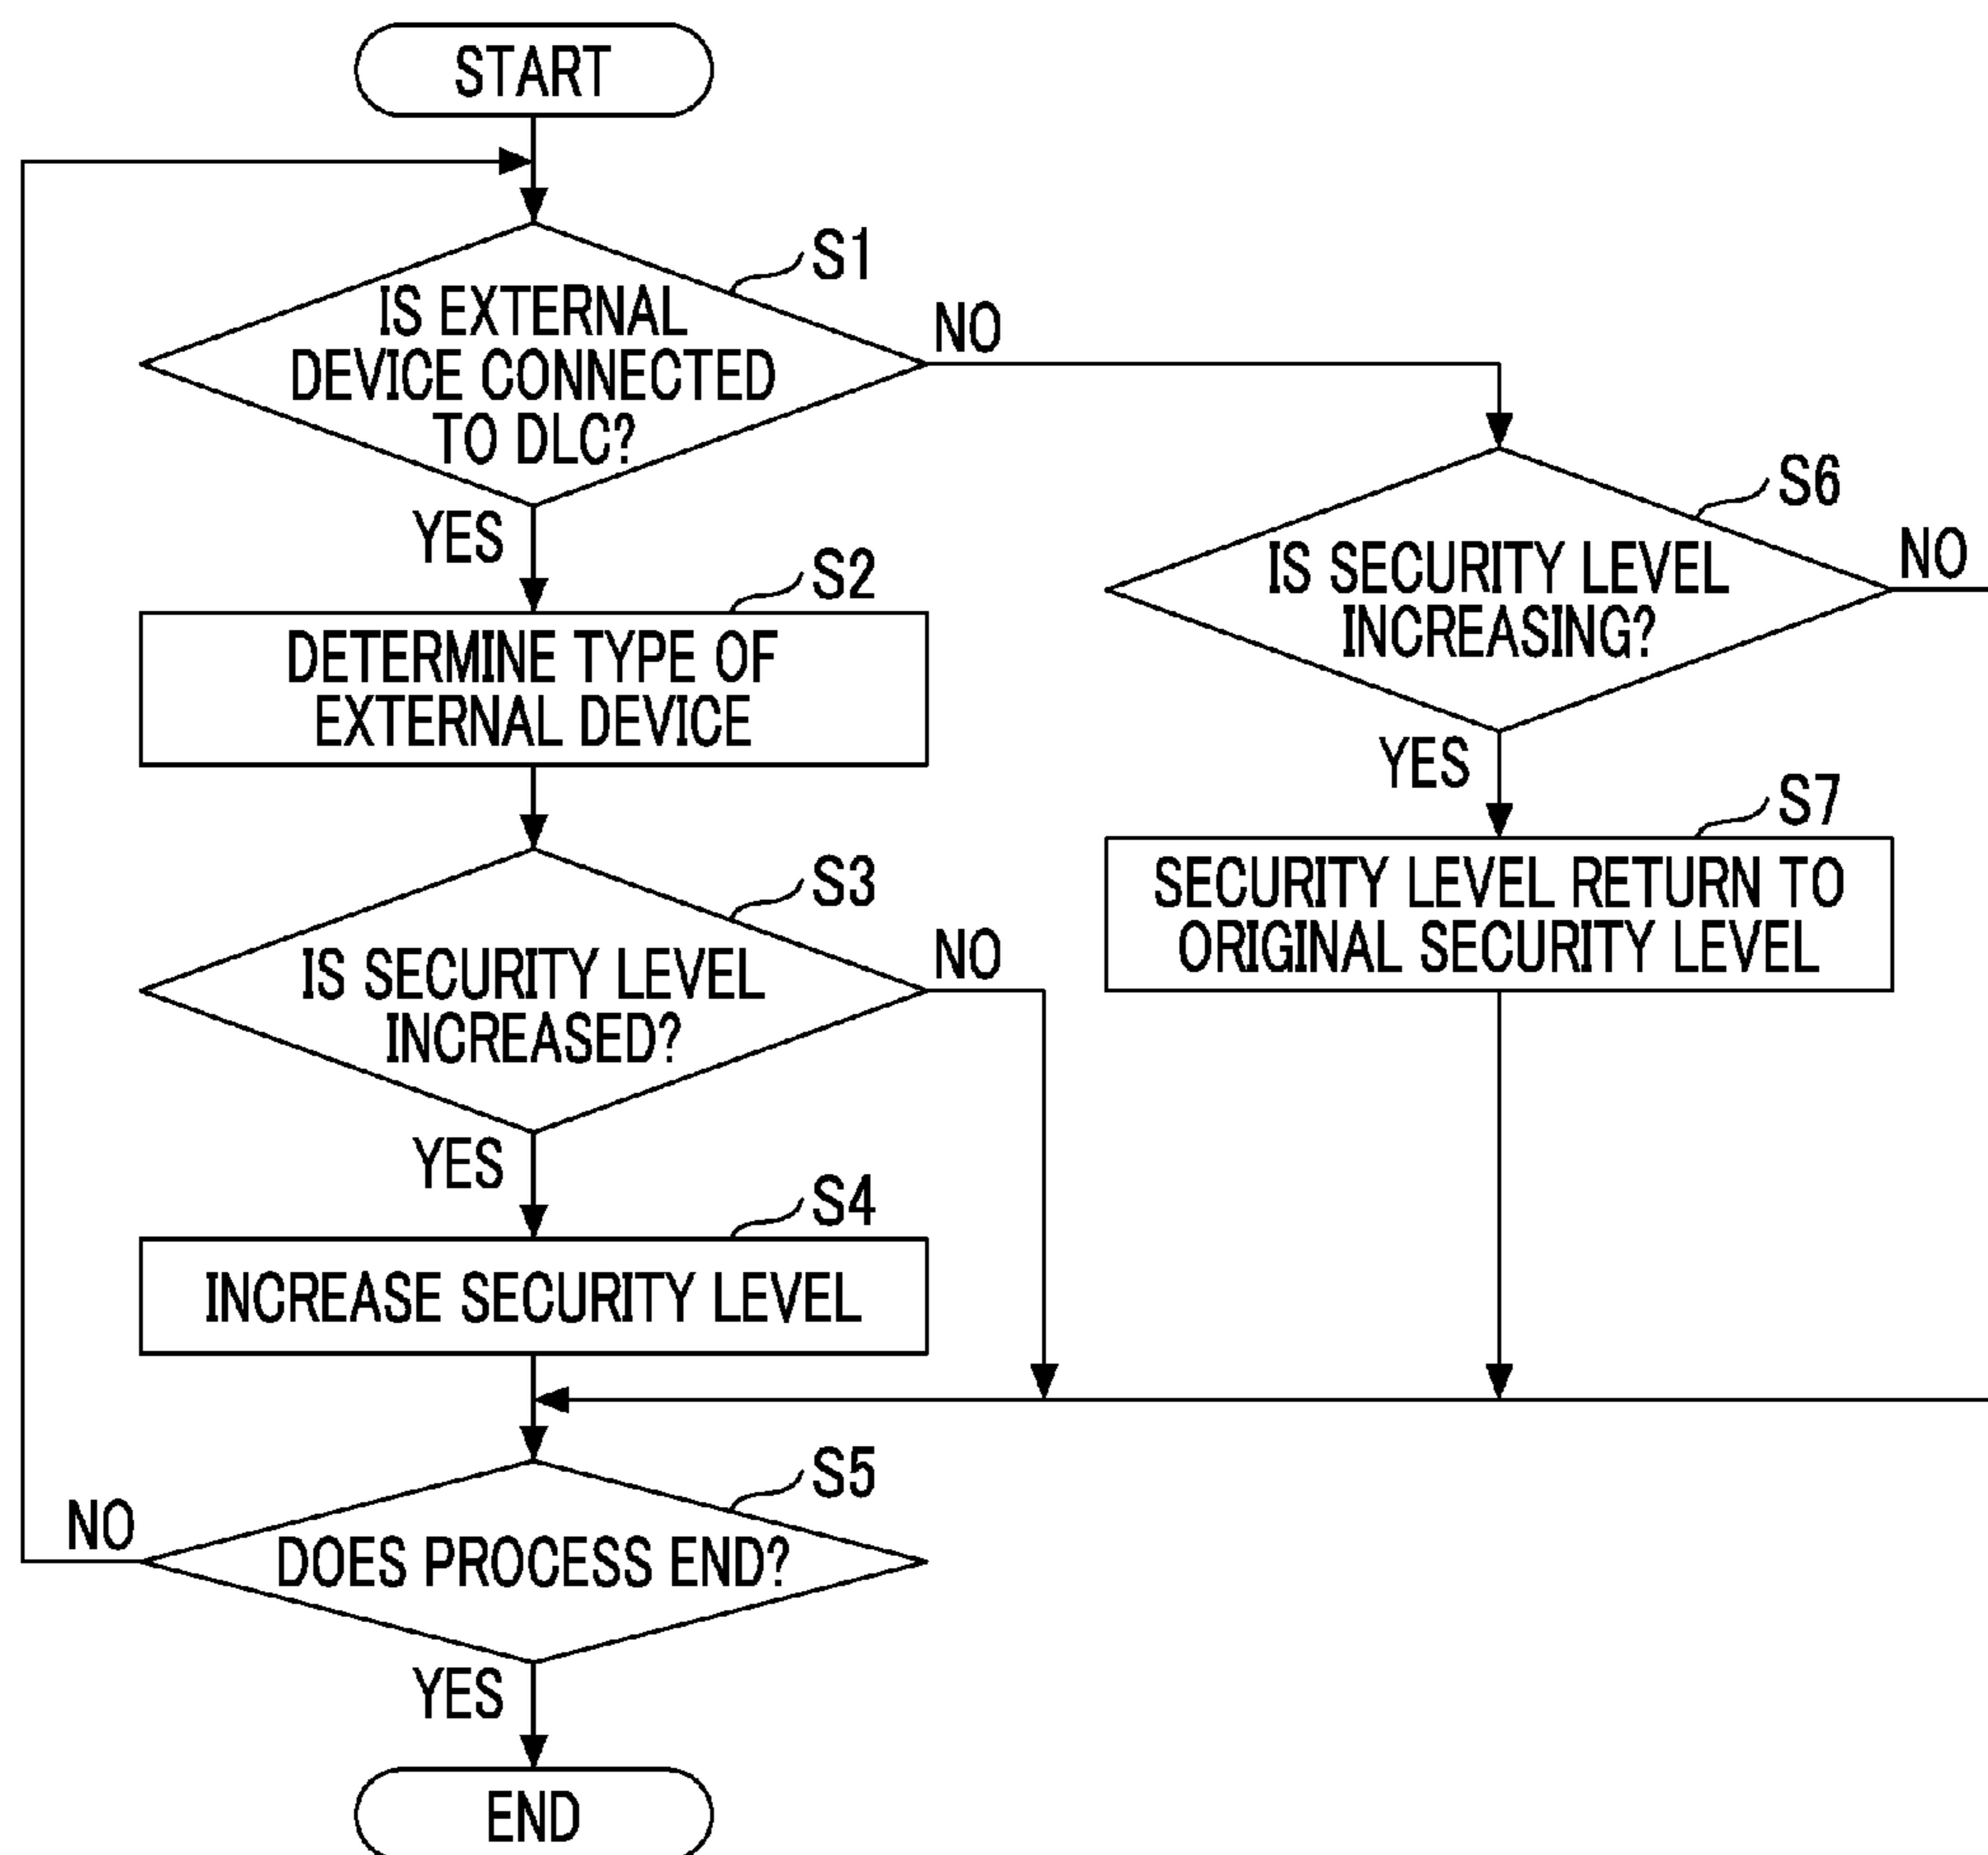 START
S1
IS EXTERNAL
DEVICE CONNECTED
TO DLC?
NO
YES
S2
DETERMINE TYPE OF
EXTERNAL DEVICE
S3
IS SECURITY LEVEL
INCREASED?
NO
YES
S4
INCREASE SECURITY LEVEL
S5
DOES PROCESS END?
NO
YES
END
S6
IS SECURITY LEVEL
INCREASING?
NO
YES
S7
SECURITY LEVEL RETURN TO
ORIGINAL SECURITY LEVEL